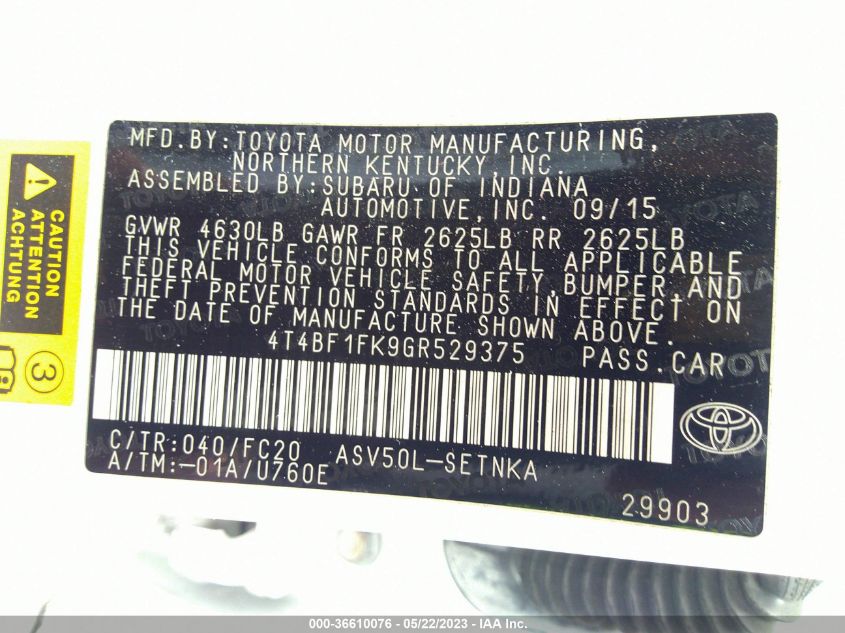 CAUTION
ACHTUNG
3
MFD.BY:TOYOTA MOTOR MANUFACTURING,
NORTHERN KENTUCKY,INC.
ASSEMBLED BY:SUBARU OF INDIANA
AUTOMOTIVE,INC. 09/15
GVWR 4630LB GAWR FR 2625LB RR 2625LB
THIS VEHICLE CONFORMS TO ALL APPLICABLE
FEDERAL MOTOR VEHICLE SAFETY,BUMPER,AND
THEFT PREVENTION STANDARDS IN EFFECT ON
THE DATE OF MANUFACTURE SHOWN ABOVE.
4T4BF1FK9GR529375 PASS.CAR
C/TR:040/FC20 ASV50L-SETNKA
A/TM:-01A/U760E
29903
000-36610076 - 05/22/2023 - IAA Inc.